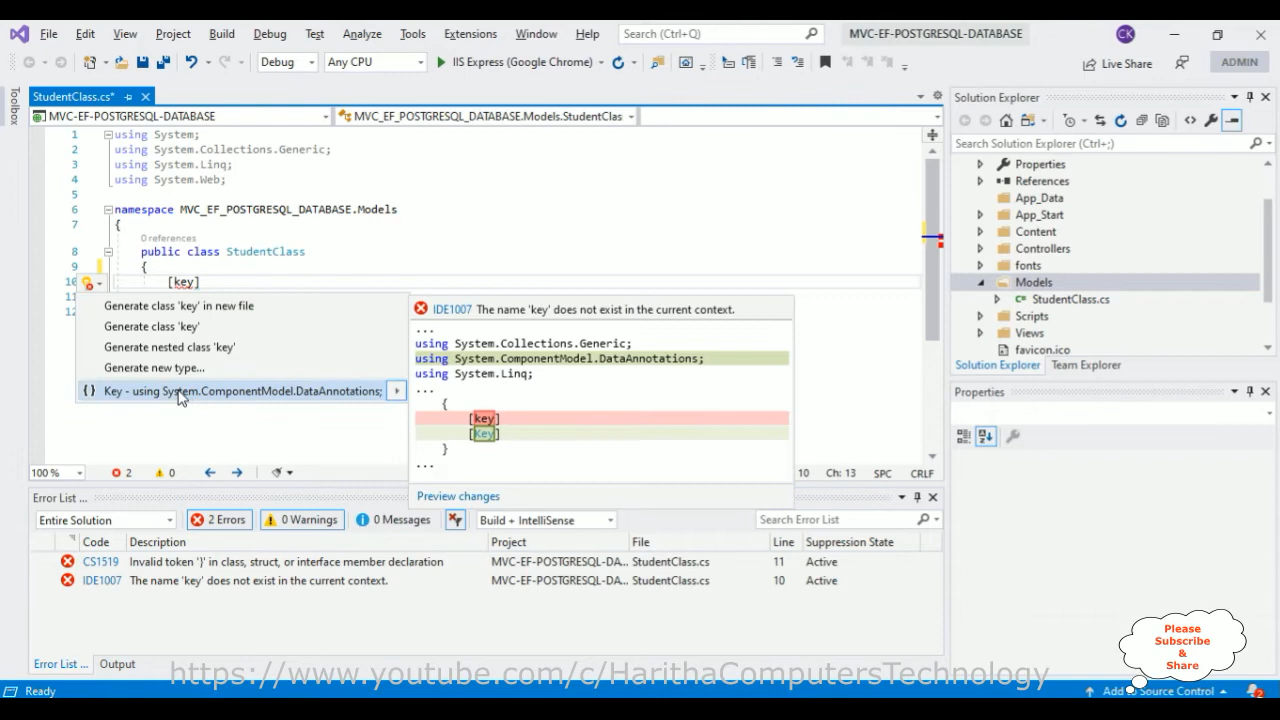 File Edit View Project Build Debug Test Analyze Tools Extensions Window Help Search (Ctrl+Q) MVC-EF-POSTGRESQL-DATABASE CK
Debug Any CPU IIS Express (Google Chrome) Live Share ADMIN
Toolbox
StudentClass.cs*
MVC-EF-POSTGRESQL-DATABASE MVC_EF_POSTGRESQL_DATABASE.Models.StudentClas
1 using System;
2 using System.Collections.Generic;
3 using System.Linq;
4 using System.Web;
5
6 namespace MVC_EF_POSTGRESQL_DATABASE.Models
7 {
0 references
8 public class StudentClass
9 {
10 [key]
Generate class 'key' in new file
Generate class 'key'
Generate nested class 'key'
Generate new type...
{ } Key - using System.ComponentModel.DataAnnotations;
IDE1007 The name 'key' does not exist in the current context.
...
using System.Collections.Generic;
using System.ComponentModel.DataAnnotations;
using System.Linq;
...
{
[key]
[Key]
}
...
Preview changes
100 % 2 0 10 Ch: 13 SPC CRLF
Error List ...
Entire Solution 2 Errors 0 Warnings 0 Messages Build + IntelliSense Search Error List
Code Description Project File Line Suppression State
CS1519 Invalid token '}' in class, struct, or interface member declaration MVC-EF-POSTGRESQL-DA... StudentClass.cs 11 Active
IDE1007 The name 'key' does not exist in the current context. MVC-EF-POSTGRESQL-DA... StudentClass.cs 10 Active
Error List ... Output
Solution Explorer
Search Solution Explorer (Ctrl+;)
Properties
References
App_Data
App_Start
Content
Controllers
fonts
Models
StudentClass.cs
Scripts
Views
favicon.ico
Solution Explorer Team Explorer
Properties
Please
Subscribe
&
Share
https://www.youtube.com/c/HarithaComputersTechnology
Ready Add to Source Control 2